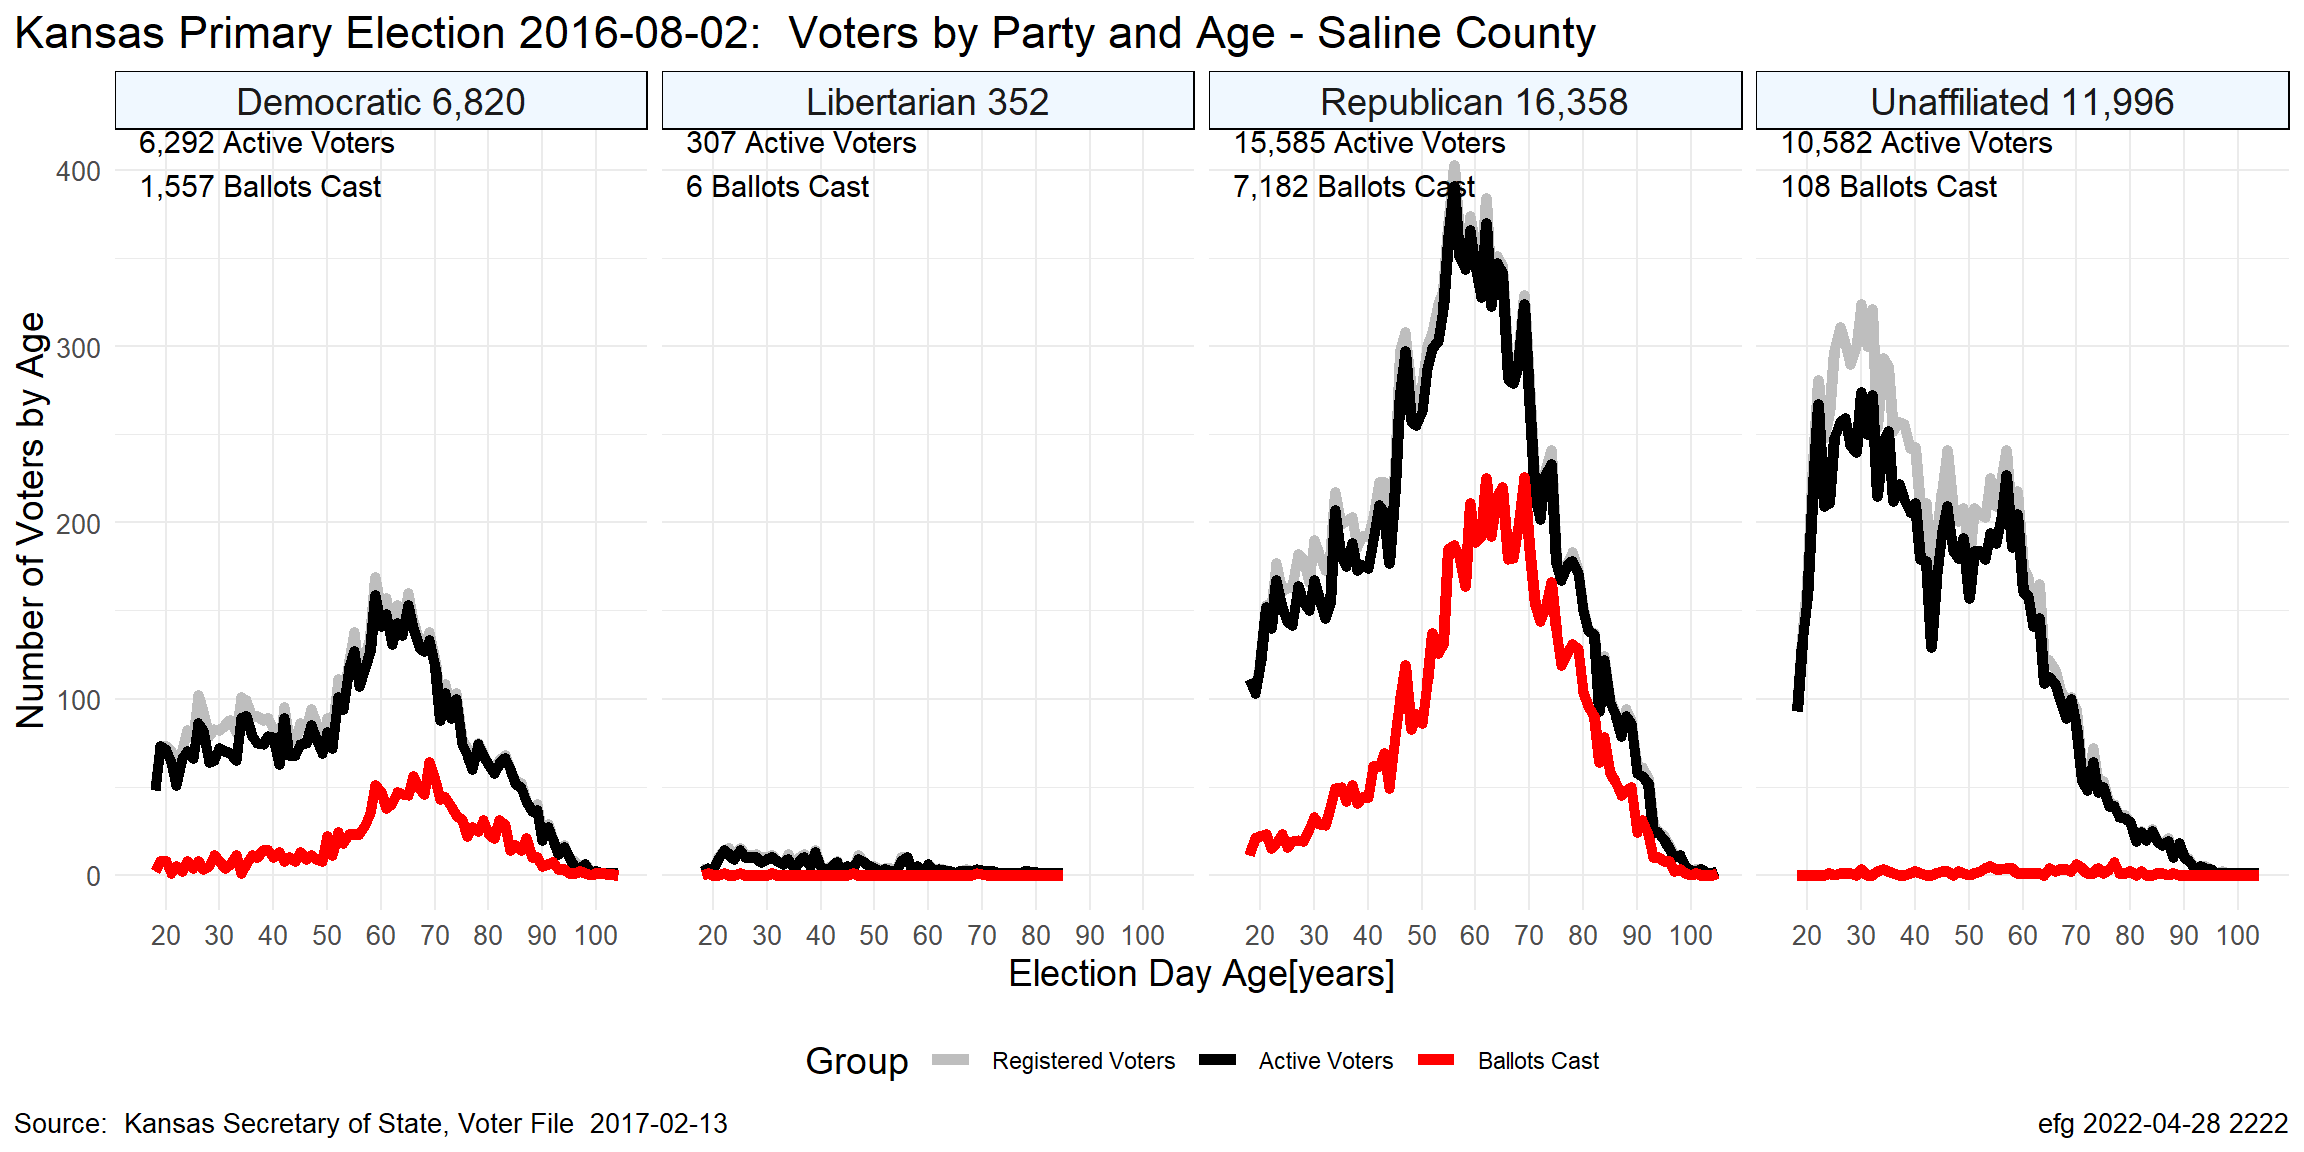 Kansas Primary Election 2016-08-02:  Voters by Party and Age - Saline County
Democratic 6,820
Libertarian 352
Republican 16,358
Unaffiliated 11,996
6,292 Active Voters
1,557 Ballots Cast
307 Active Voters
6 Ballots Cast
15,585 Active Voters
7,182 Ballots Cast
10,582 Active Voters
108 Ballots Cast
Number of Voters by Age
400
300
200
100
0
20 30 40 50 60 70 80 90 100
20 30 40 50 60 70 80 90 100
20 30 40 50 60 70 80 90 100
20 30 40 50 60 70 80 90 100
Election Day Age[years]
Group Registered Voters Active Voters Ballots Cast
Source:  Kansas Secretary of State, Voter File  2017-02-13
efg 2022-04-28 2222